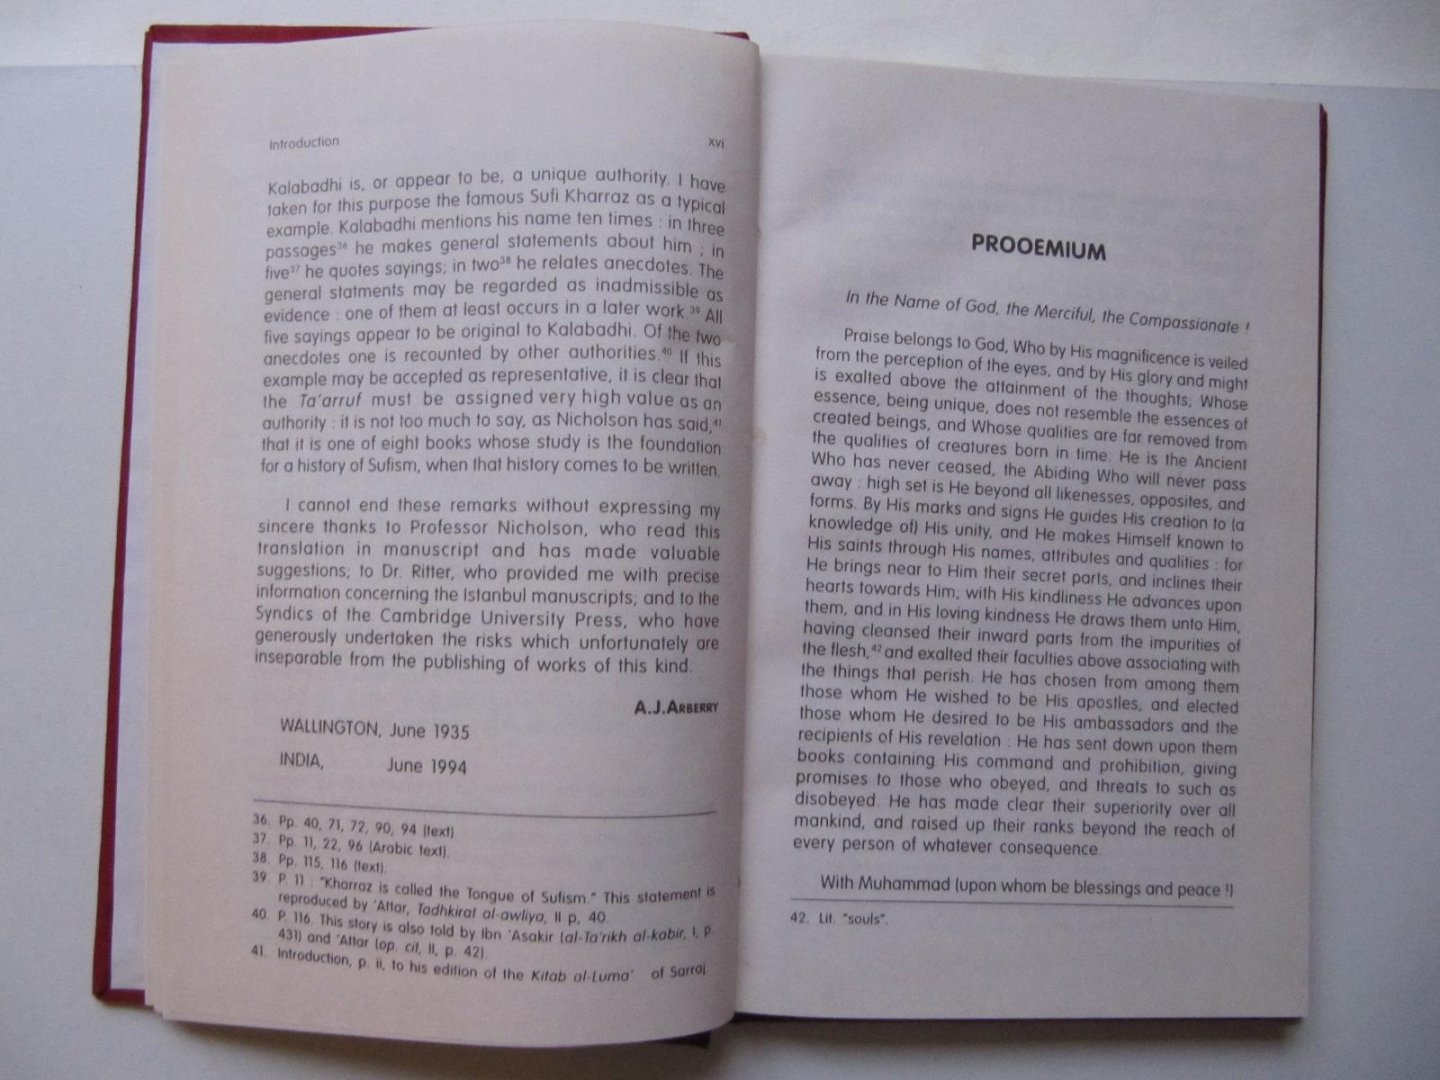 Introduction xvi
Kalabadhi is, or appear to be, a unique authority. I have
taken for this purpose the famous Sufi Kharraz as a typical
example. Kalabadhi mentions his name ten times : in three
passages³⁶ he makes general statements about him ; in
five³⁷ he quotes sayings; in two³⁸ he relates anecdotes. The
general statments may be regarded as inadmissible as
evidence : one of them at least occurs in a later work.³⁹ All
five sayings appear to be original to Kalabadhi. Of the two
anecdotes one is recounted by other authorities.⁴⁰ If this
example may be accepted as representative, it is clear that
the Ta'arruf must be assigned very high value as an
authority : it is not too much to say, as Nicholson has said,⁴¹
that it is one of eight books whose study is the foundation
for a history of Sufism, when that history comes to be written.
I cannot end these remarks without expressing my
sincere thanks to Professor Nicholson, who read this
translation in manuscript and has made valuable
suggestions; to Dr. Ritter, who provided me with precise
information concerning the Istanbul manuscripts; and to the
Syndics of the Cambridge University Press, who have
generously undertaken the risks which unfortunately are
inseparable from the publishing of works of this kind.
A.J.ARBERRY
WALLINGTON, June 1935
INDIA, June 1994
36. Pp. 40, 71, 72, 90, 94 (text)
37. Pp. 11, 22, 96 (Arabic text).
38. Pp. 115, 116 (text).
39. P. 11 : "Kharraz is called the Tongue of Sufism." This statement is
reproduced by 'Attar, Tadhkirat al-awliya, II p, 40.
40. P. 116. This story is also told by Ibn 'Asakir (al-Ta'rikh al-kabir, I, p.
431) and 'Attar (op. cit, II, p. 42).
41. Introduction, p. ii, to his edition of the Kitab al-Luma' of Sarraj.
PROOEMIUM
In the Name of God, the Merciful, the Compassionate !
Praise belongs to God, Who by His magnificence is veiled
from the perception of the eyes, and by His glory and might
is exalted above the attainment of the thoughts; Whose
essence, being unique, does not resemble the essences of
created beings, and Whose qualities are far removed from
the qualities of creatures born in time. He is the Ancient
Who has never ceased, the Abiding Who will never pass
away : high set is He beyond all likenesses, opposites, and
forms. By His marks and signs He guides His creation to (a
knowledge of) His unity, and He makes Himself known to
His saints through His names, attributes and qualities : for
He brings near to Him their secret parts, and inclines their
hearts towards Him, with His kindliness He advances upon
them, and in His loving kindness He draws them unto Him,
having cleansed their inward parts from the impurities of
the flesh,⁴² and exalted their faculties above associating with
the things that perish. He has chosen from among them
those whom He wished to be His apostles, and elected
those whom He desired to be His ambassadors and the
recipients of His revelation : He has sent down upon them
books containing His command and prohibition, giving
promises to those who obeyed, and threats to such as
disobeyed. He has made clear their superiority over all
mankind, and raised up their ranks beyond the reach of
every person of whatever consequence.
With Muhammad (upon whom be blessings and peace !)
42. Lit. "souls".